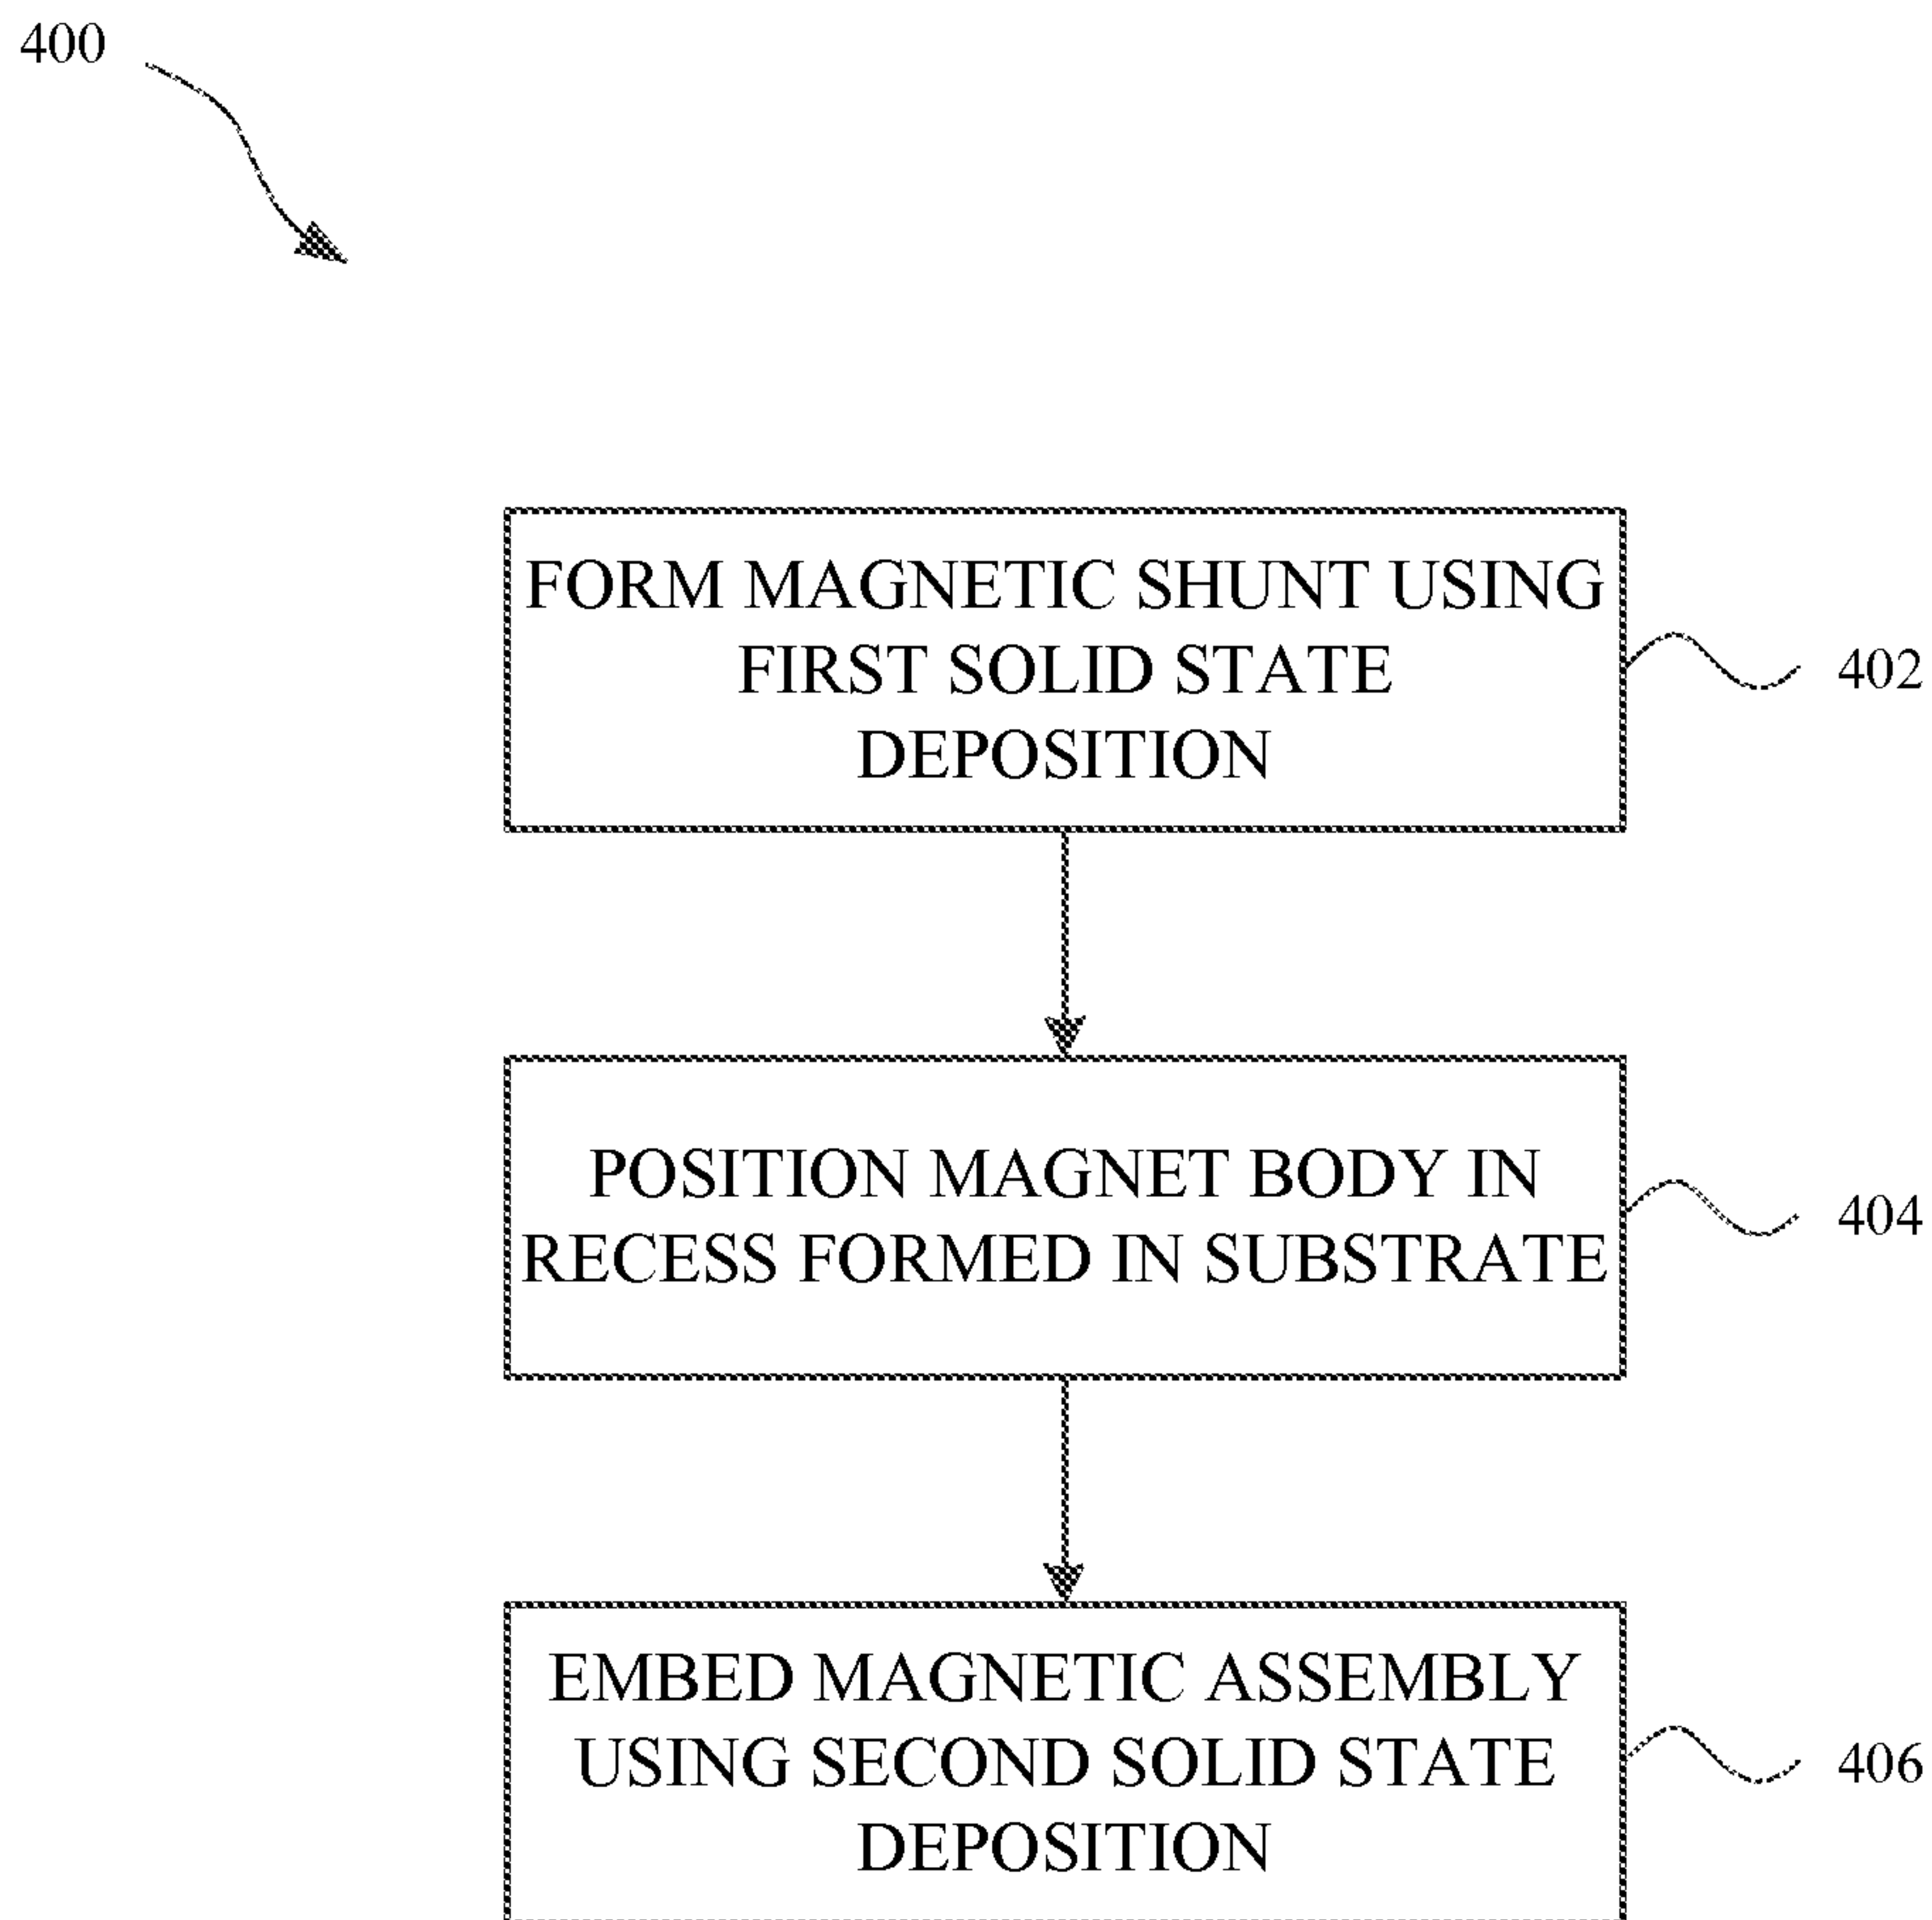 400
FORM MAGNETIC SHUNT USING
FIRST SOLID STATE
DEPOSITION
402
POSITION MAGNET BODY IN
RECESS FORMED IN SUBSTRATE
404
EMBED MAGNETIC ASSEMBLY
USING SECOND SOLID STATE
DEPOSITION
406